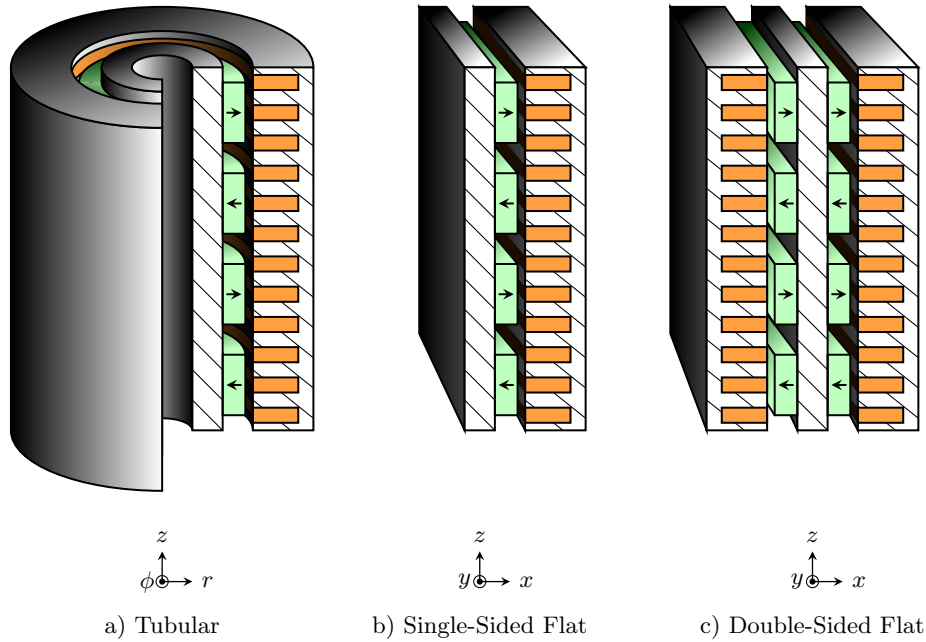 z
ϕ r
a) Tubular
z
y x
b) Single-Sided Flat
z
y x
c) Double-Sided Flat